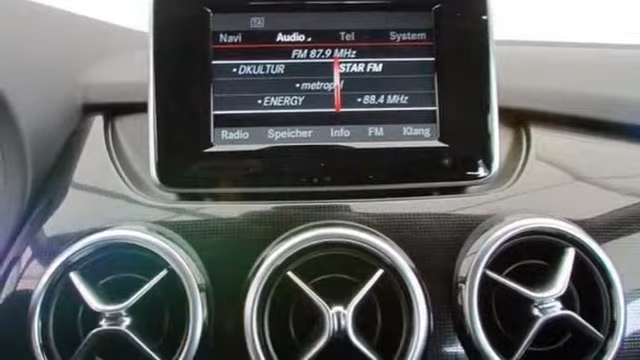 TA
Navi Audio Tel System
FM 87.9 MHz
• DKULTUR STAR FM
• metropol
• ENERGY • 88.4 MHz
Radio Speicher Info FM Klang